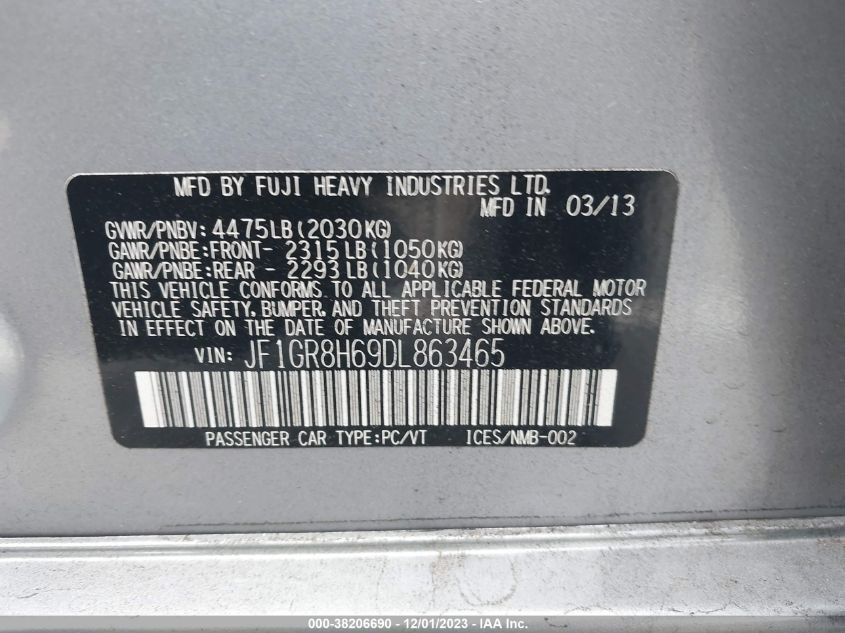 MFD BY FUJI HEAVY INDUSTRIES LTD.
MFD IN 03/13
GVWR/PNBV: 4475LB(2030KG)
GAWR/PNBE:FRONT- 2315LB(1050KG)
GAWR/PNBE:REAR - 2293LB(1040KG)
THIS VEHICLE CONFORMS TO ALL APPLICABLE FEDERAL MOTOR
VEHICLE SAFETY, BUMPER, AND THEFT PREVENTION STANDARDS
IN EFFECT ON THE DATE OF MANUFACTURE SHOWN ABOVE.
VIN: JF1GR8H69DL863465
PASSENGER CAR TYPE:PC/VT ICES/NMB-002
000-38206690 - 12/01/2023 - IAA Inc.